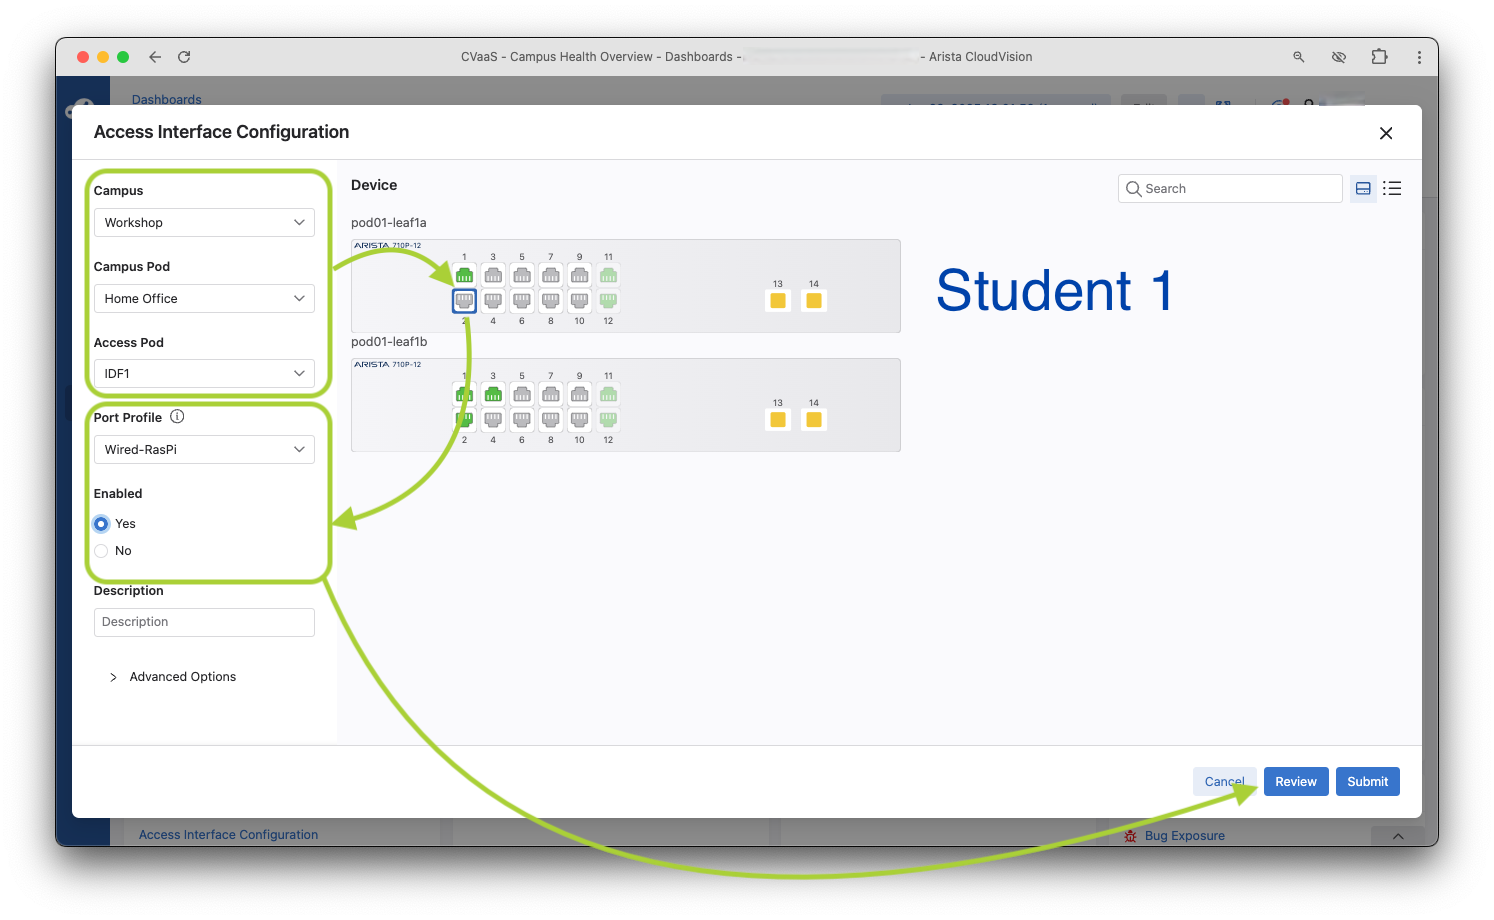 CVaaS - Campus Health Overview - Dashboards -
- Arista CloudVision
Dashboards
Access Interface Configuration
Campus
Workshop
Campus Pod
Home Office
Access Pod
IDF1
Port Profile
Wired-RasPi
Enabled
Yes
No
Description
Description
Advanced Options
Device
Search
pod01-leaf1a
ARISTA 710P-12
1 3 5 7 9 11
13 14
2 4 6 8 10 12
Student 1
pod01-leaf1b
ARISTA 710P-12
1 3 5 7 9 11
13 14
2 4 6 8 10 12
Cancel
Review
Submit
Access Interface Configuration
Bug Exposure